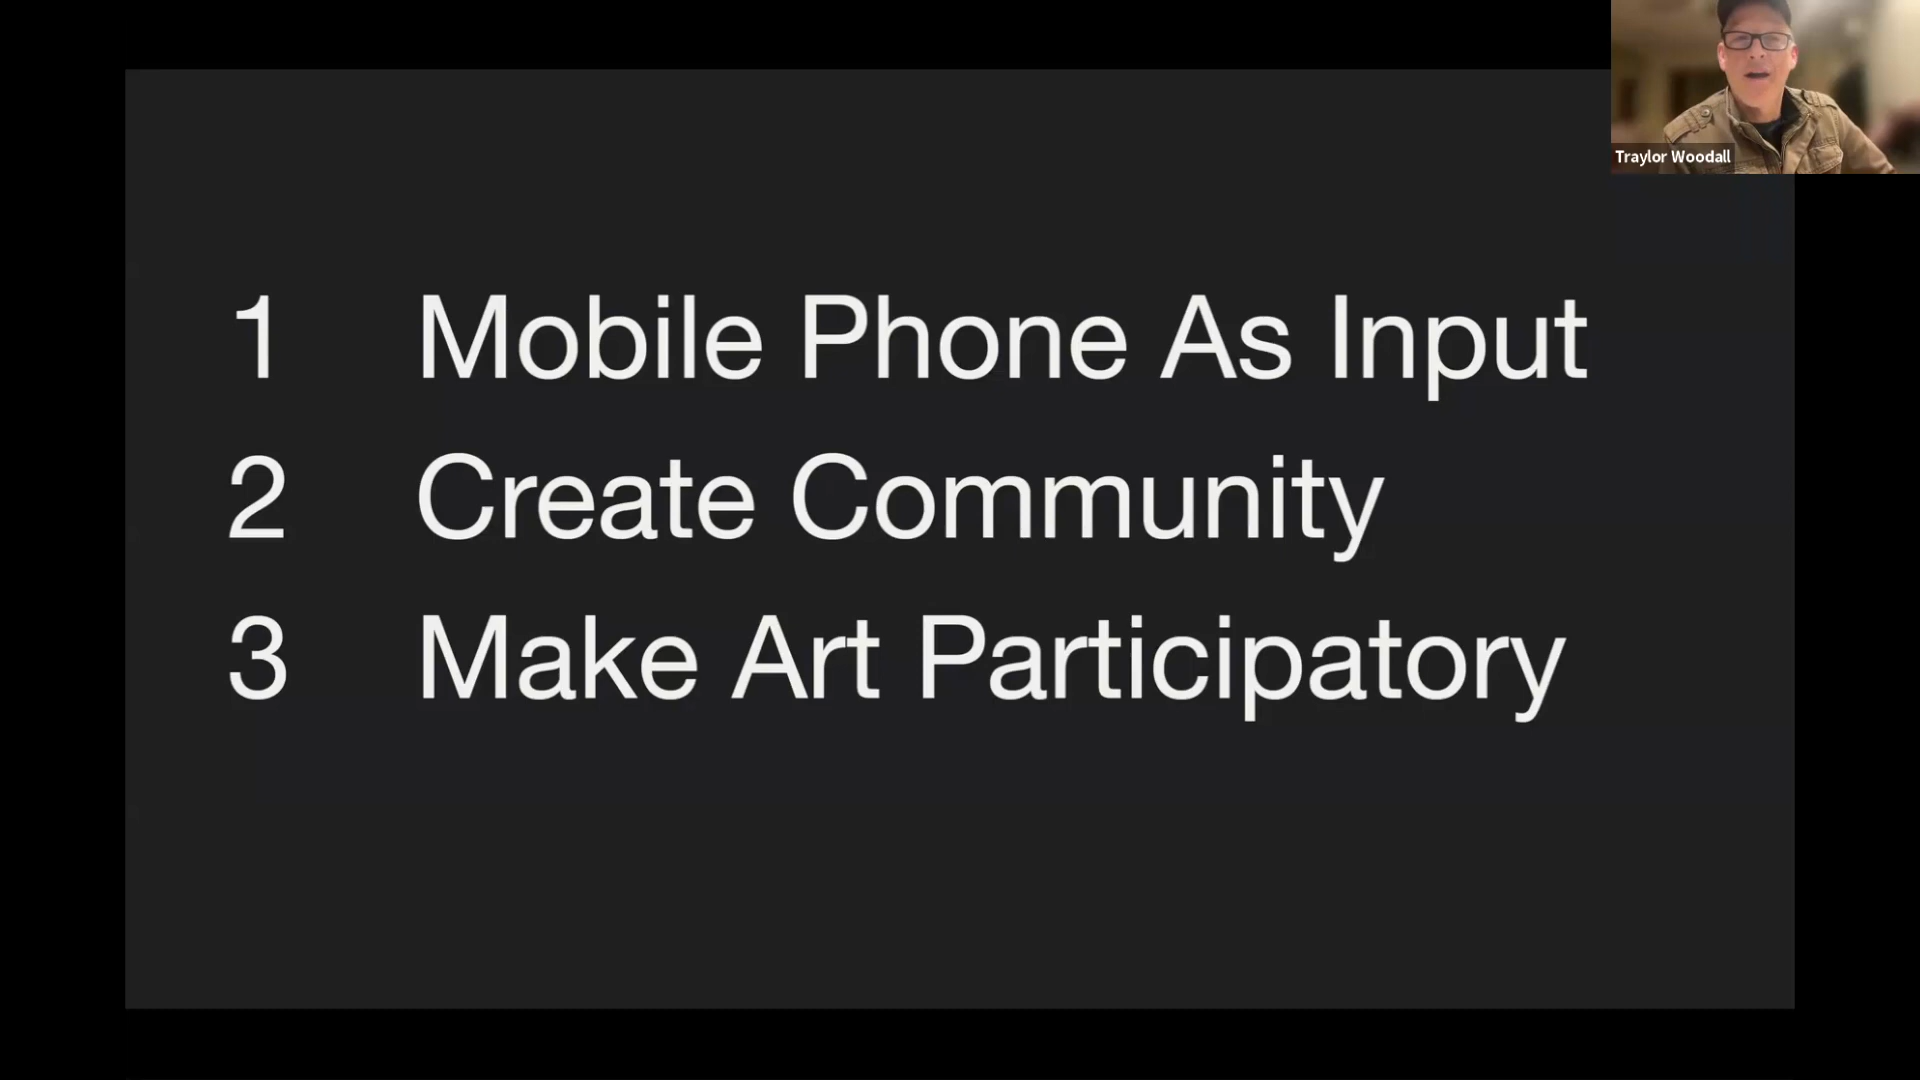 Traylor Woodall
1 Mobile Phone As Input
2 Create Community
3 Make Art Participatory